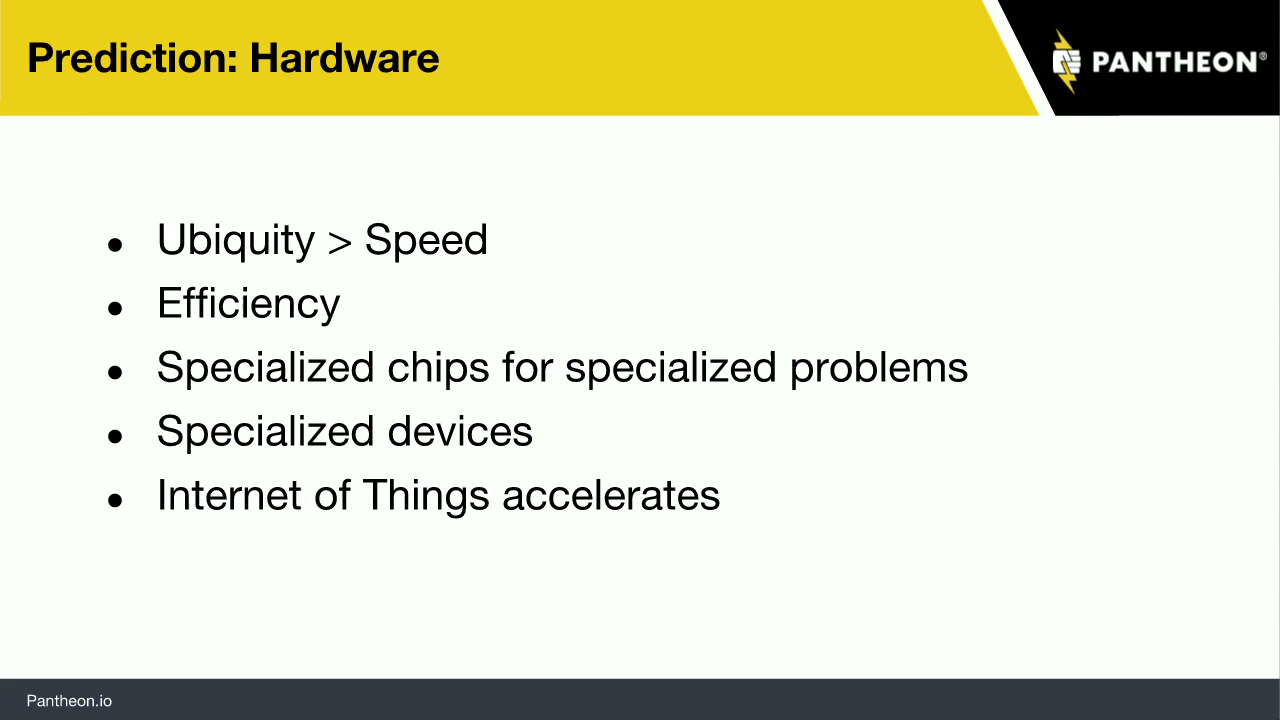 Prediction: Hardware
PANTHEON®
● Ubiquity > Speed
● Efficiency
● Specialized chips for specialized problems
● Specialized devices
● Internet of Things accelerates
Pantheon.io